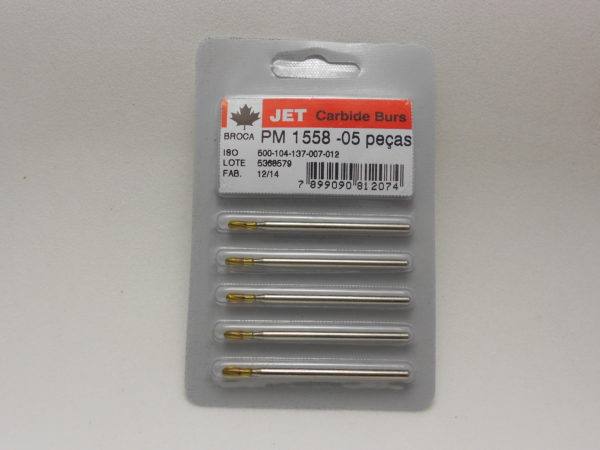 JET Carbide Burs
BROCA PM 1558 -05 peças
ISO 500-104-137-007-012
LOTE 5368579
FAB. 12/14
7 899090 812074